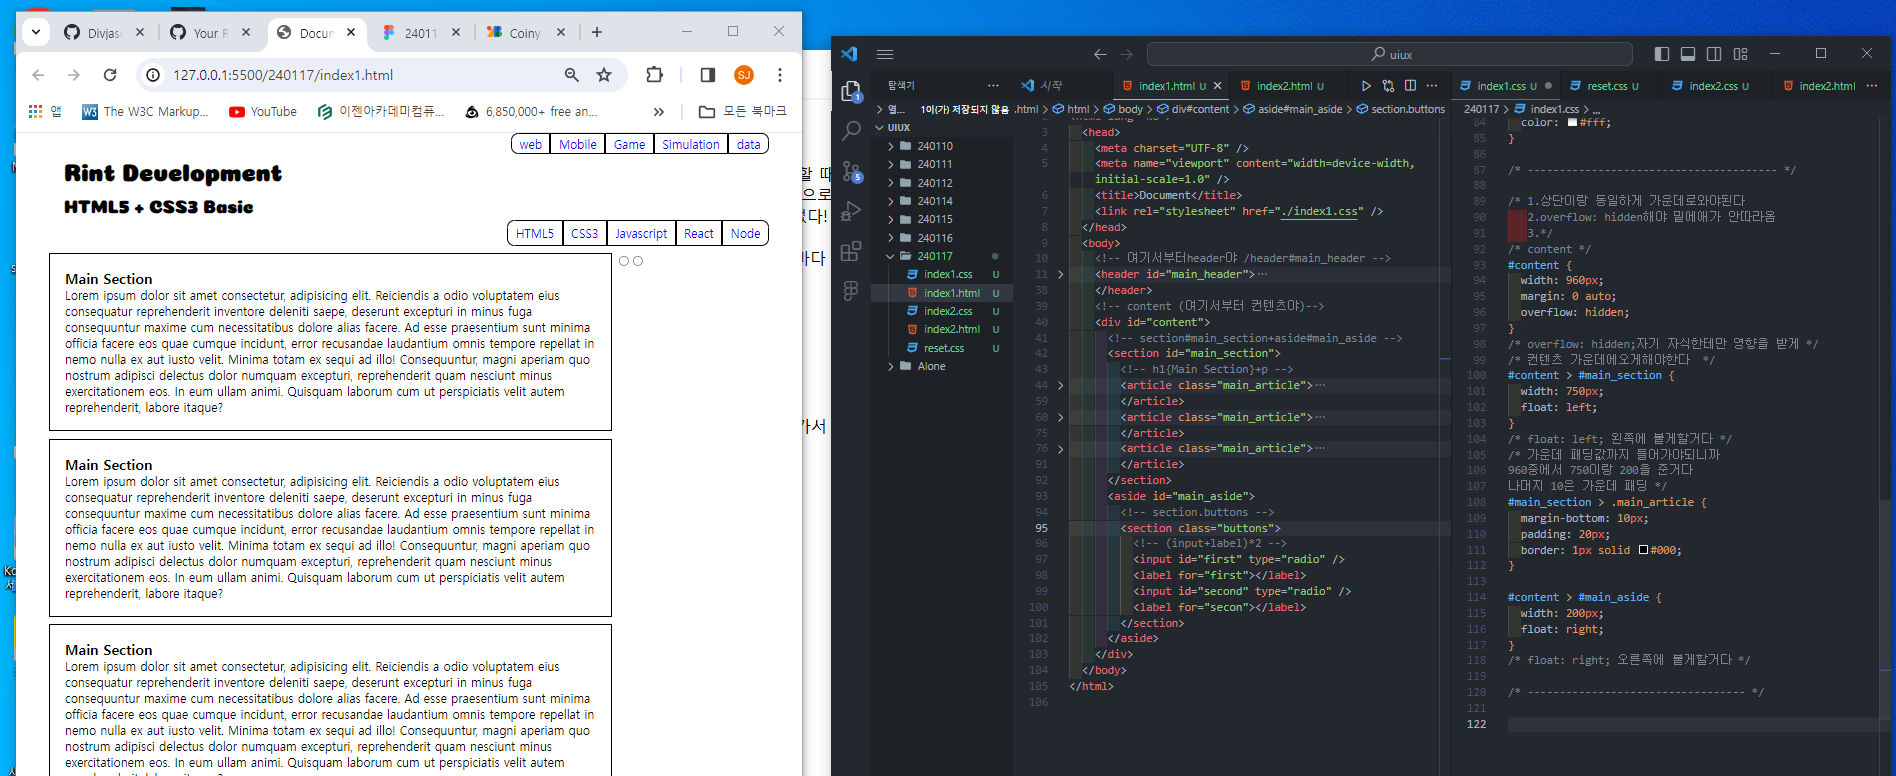 Divjas
Your R
Docun
24011
Coiny
127.0.0.1:5500/240117/index1.html
SJ
앱
The W3C Markup...
YouTube
이젠아카데미컴퓨...
6,850,000+ free an...
모든 북마크
web
Mobile
Game
Simulation
data
Rint Development
HTML5 + CSS3 Basic
HTML5
CSS3
Javascript
React
Node
Main Section
Lorem ipsum dolor sit amet consectetur, adipisicing elit. Reiciendis a odio voluptatem eius
consequatur reprehenderit inventore deleniti saepe, deserunt excepturi in minus fuga
consequuntur maxime cum necessitatibus dolore alias facere. Ad esse praesentium sunt minima
officia facere eos quae cumque incidunt, error recusandae laudantium omnis tempore repellat in
nemo nulla ex aut iusto velit. Minima totam ex sequi ad illo! Consequuntur, magni aperiam quo
nostrum adipisci delectus dolor numquam excepturi, reprehenderit quam nesciunt minus
exercitationem eos. In eum ullam animi. Quisquam laborum cum ut perspiciatis velit autem
reprehenderit, labore itaque?
Main Section
Lorem ipsum dolor sit amet consectetur, adipisicing elit. Reiciendis a odio voluptatem eius
consequatur reprehenderit inventore deleniti saepe, deserunt excepturi in minus fuga
consequuntur maxime cum necessitatibus dolore alias facere. Ad esse praesentium sunt minima
officia facere eos quae cumque incidunt, error recusandae laudantium omnis tempore repellat in
nemo nulla ex aut iusto velit. Minima totam ex sequi ad illo! Consequuntur, magni aperiam quo
nostrum adipisci delectus dolor numquam excepturi, reprehenderit quam nesciunt minus
exercitationem eos. In eum ullam animi. Quisquam laborum cum ut perspiciatis velit autem
reprehenderit, labore itaque?
Main Section
Lorem ipsum dolor sit amet consectetur, adipisicing elit. Reiciendis a odio voluptatem eius
consequatur reprehenderit inventore deleniti saepe, deserunt excepturi in minus fuga
consequuntur maxime cum necessitatibus dolore alias facere. Ad esse praesentium sunt minima
officia facere eos quae cumque incidunt, error recusandae laudantium omnis tempore repellat in
nemo nulla ex aut iusto velit. Minima totam ex sequi ad illo! Consequuntur, magni aperiam quo
nostrum adipisci delectus dolor numquam excepturi, reprehenderit quam nesciunt minus
exercitationem eos. In eum ullam animi. Quisquam laborum cum ut perspiciatis velit autem
할 때
으로
uiux
탐색기 ...
시작
index1.html U
index2.html U
index1.css U
reset.css U
index2.css U
index2.html U
열... 1이(가) 저장되지 않음
.html > html > body > div#content > aside#main_aside > section.buttons
240117 > index1.css > ...
UIUX
240110
240111
240112
240114
240115
240116
240117
index1.css U
index1.html U
index2.css U
index2.html U
reset.css U
Alone
3 <head>
4 <meta charset="UTF-8" />
5 <meta name="viewport" content="width=device-width,
initial-scale=1.0" />
6 <title>Document</title>
7 <link rel="stylesheet" href="./index1.css" />
8 </head>
9 <body>
10 <!-- 여기서부터header야 /header#main_header -->
11 <header id="main_header">...
38 </header>
39 <!-- content (여기서부터 컨텐츠야)-->
40 <div id="content">
41 <!-- section#main_section+aside#main_aside -->
42 <section id="main_section">
43 <!-- h1{Main Section}+p -->
44 <article class="main_article">...
59 </article>
60 <article class="main_article">...
75 </article>
76 <article class="main_article">...
91 </article>
92 </section>
93 <aside id="main_aside">
94 <!-- section.buttons -->
95 <section class="buttons">
96 <!-- (input+label)*2 -->
97 <input id="first" type="radio" />
98 <label for="first"></label>
99 <input id="second" type="radio" />
100 <label for="secon"></label>
101 </section>
102 </aside>
103 </div>
104 </body>
105 </html>
106
84 color: #fff;
85 }
86
87 /* --------------------------------------- */
88
89 /* 1.상단이랑 동일하게 가운데로와야된다
90 2.overflow: hidden해야 밑에애가 안따라옴
91 3.*/
92 /* content */
93 #content {
94 width: 960px;
95 margin: 0 auto;
96 overflow: hidden;
97 }
98 /* overflow: hidden;자기 자식한테만 영향을 받게 */
99 /* 컨텐츠 가운데에오게해야한다 */
100 #content > #main_section {
101 width: 750px;
102 float: left;
103 }
104 /* float: left; 왼쪽에 붙게할거다 */
105 /* 가운데 패딩값까지 들어가야되니까
106 960중에서 750이랑 200을 준거다
107 나머지 10은 가운데 패딩 */
108 #main_section > .main_article {
109 margin-bottom: 10px;
110 padding: 20px;
111 border: 1px solid #000;
112 }
113
114 #content > #main_aside {
115 width: 200px;
116 float: right;
117 }
118 /* float: right; 오른쪽에 붙게할거다 */
119
120 /* ---------------------------------- */
121
122